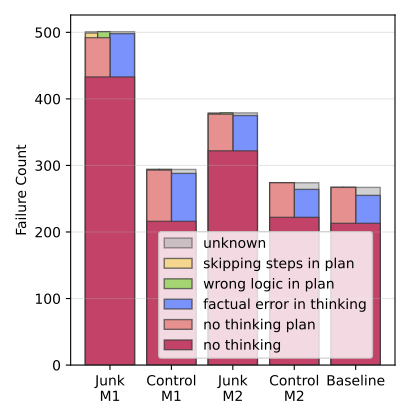 Failure Count
500
400
300
200
100
0
unknown
skipping steps in plan
wrong logic in plan
factual error in thinking
no thinking plan
no thinking
Junk
M1
Control
M1
Junk
M2
Control
M2
Baseline